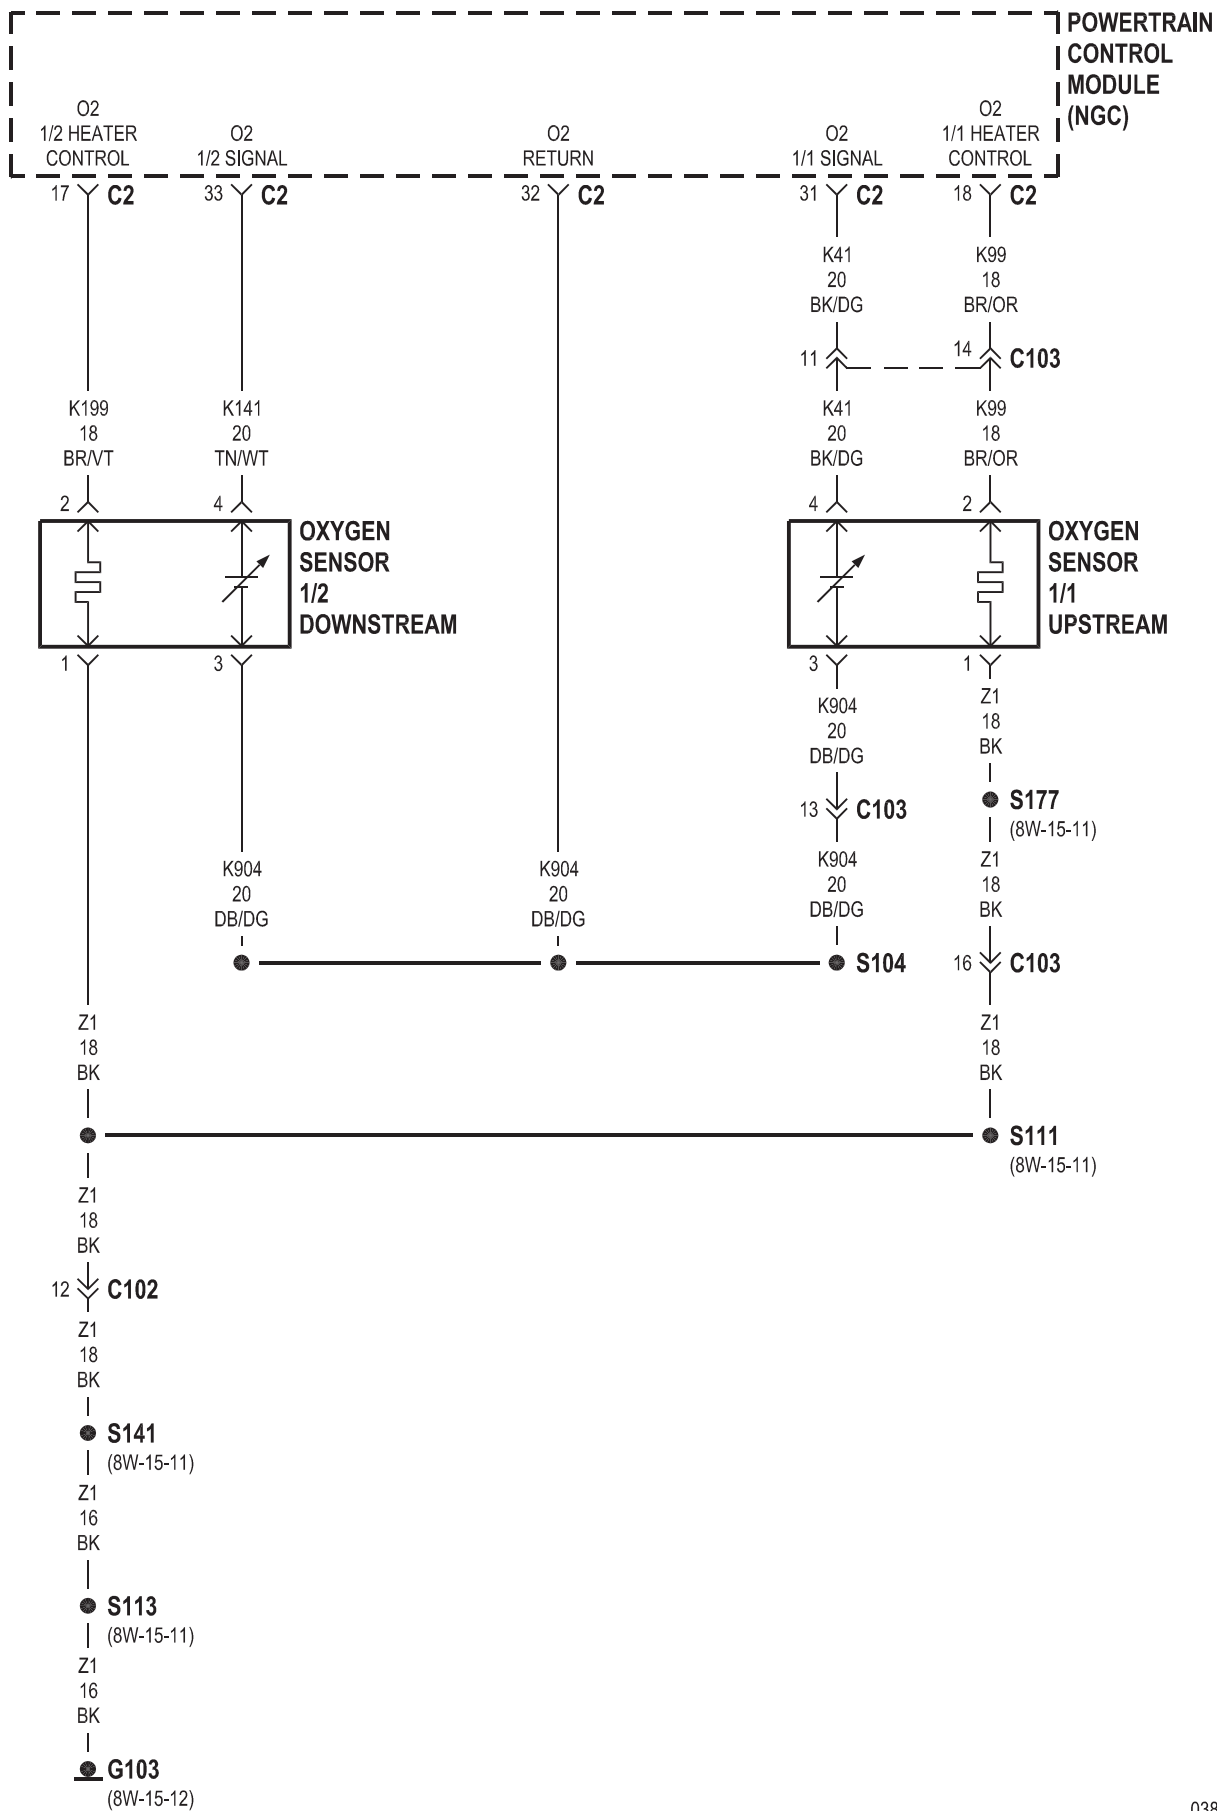 POWERTRAIN
CONTROL
MODULE
(NGC)
O2
1/2 HEATER
CONTROL
O2
1/2 SIGNAL
O2
RETURN
O2
1/1 SIGNAL
O2
1/1 HEATER
CONTROL
17 C2
33 C2
32 C2
31 C2
18 C2
K41
20
BK/DG
K99
18
BR/OR
11
14 C103
K199
18
BR/VT
K141
20
TN/WT
K41
20
BK/DG
K99
18
BR/OR
2
4
4
2
OXYGEN
SENSOR
1/2
DOWNSTREAM
OXYGEN
SENSOR
1/1
UPSTREAM
1
3
3
1
K904
20
DB/DG
Z1
18
BK
13 C103
S177
(8W-15-11)
K904
20
DB/DG
K904
20
DB/DG
K904
20
DB/DG
Z1
18
BK
S104
16 C103
Z1
18
BK
Z1
18
BK
S111
(8W-15-11)
Z1
18
BK
12 C102
Z1
18
BK
S141
(8W-15-11)
Z1
16
BK
S113
(8W-15-11)
Z1
16
BK
G103
(8W-15-12)
038